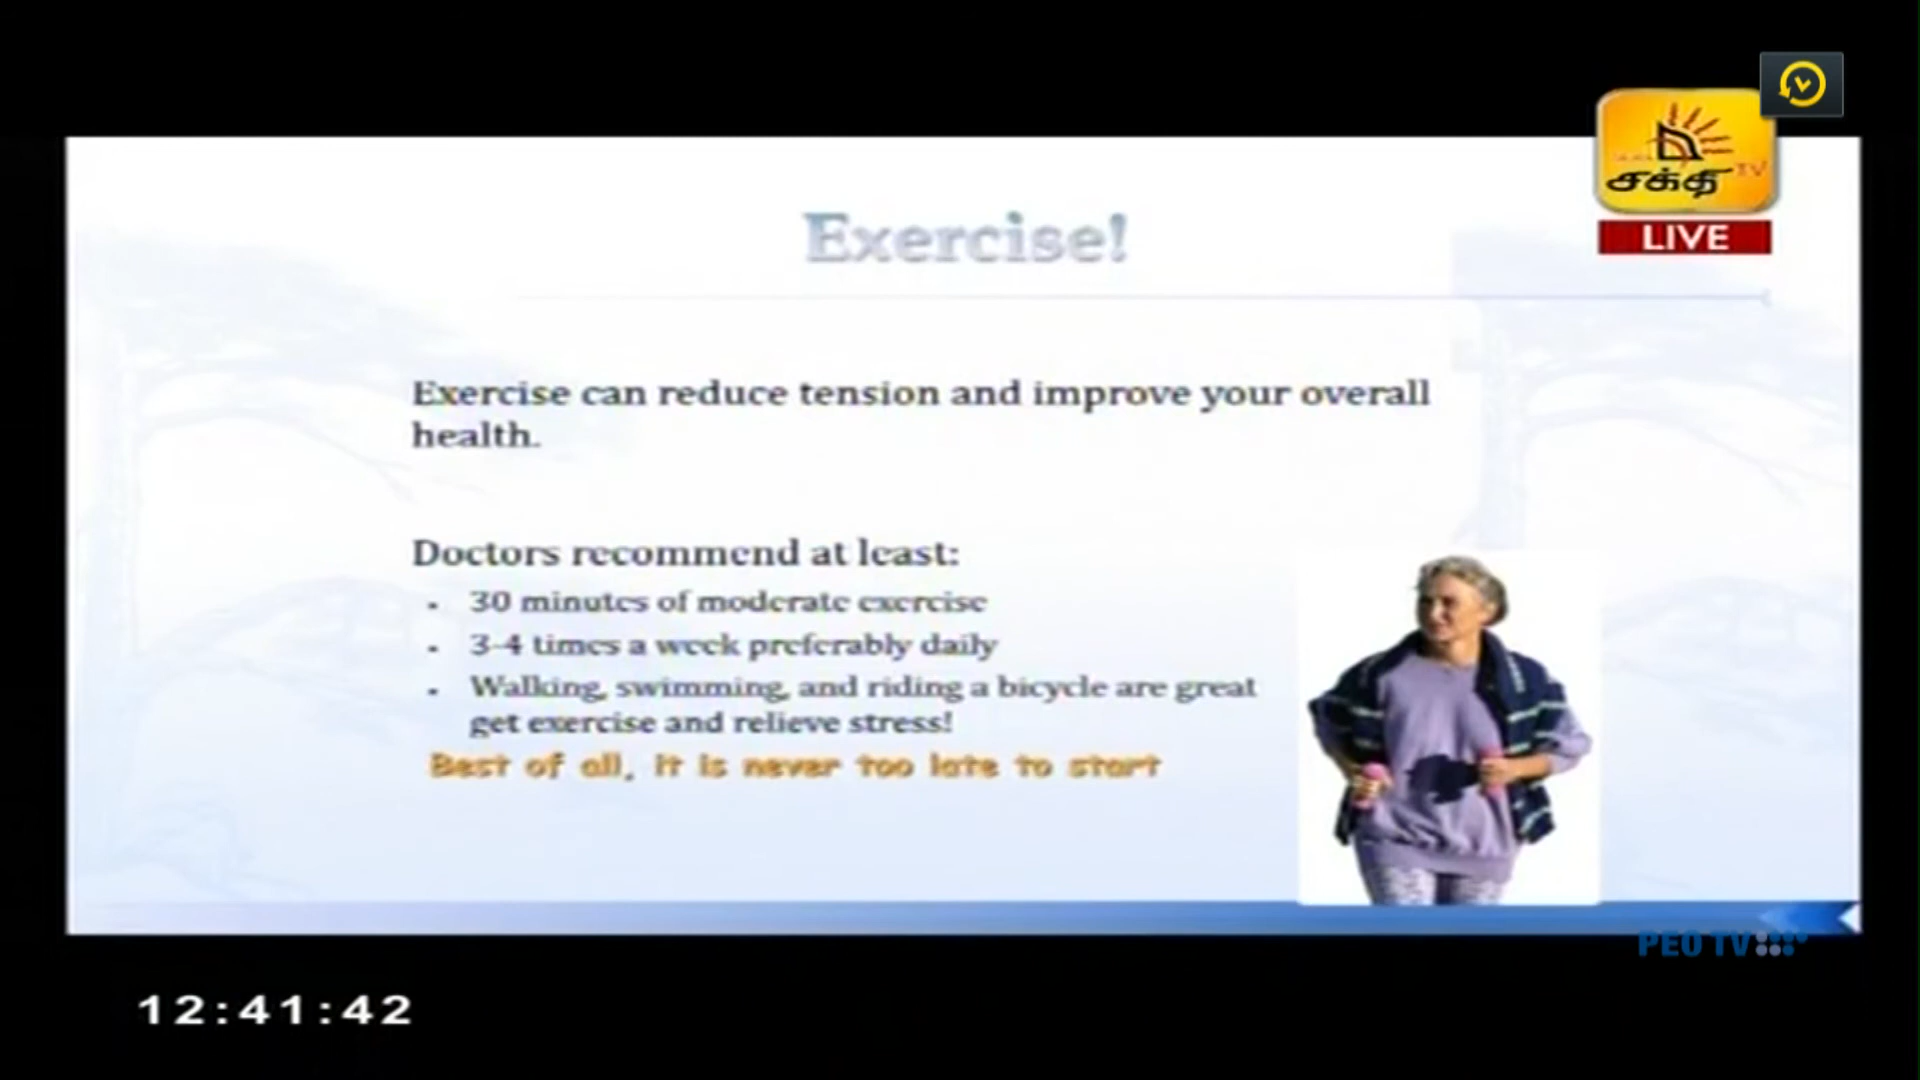 சக்தி TV
LIVE
Exercise!
Exercise can reduce tension and improve your overall
health.
Doctors recommend at least:
• 30 minutes of moderate exercise
• 3-4 times a week preferably daily
• Walking, swimming, and riding a bicycle are great
get exercise and relieve stress!
Best of all, it is never too late to start
PEO TV
12:41:42